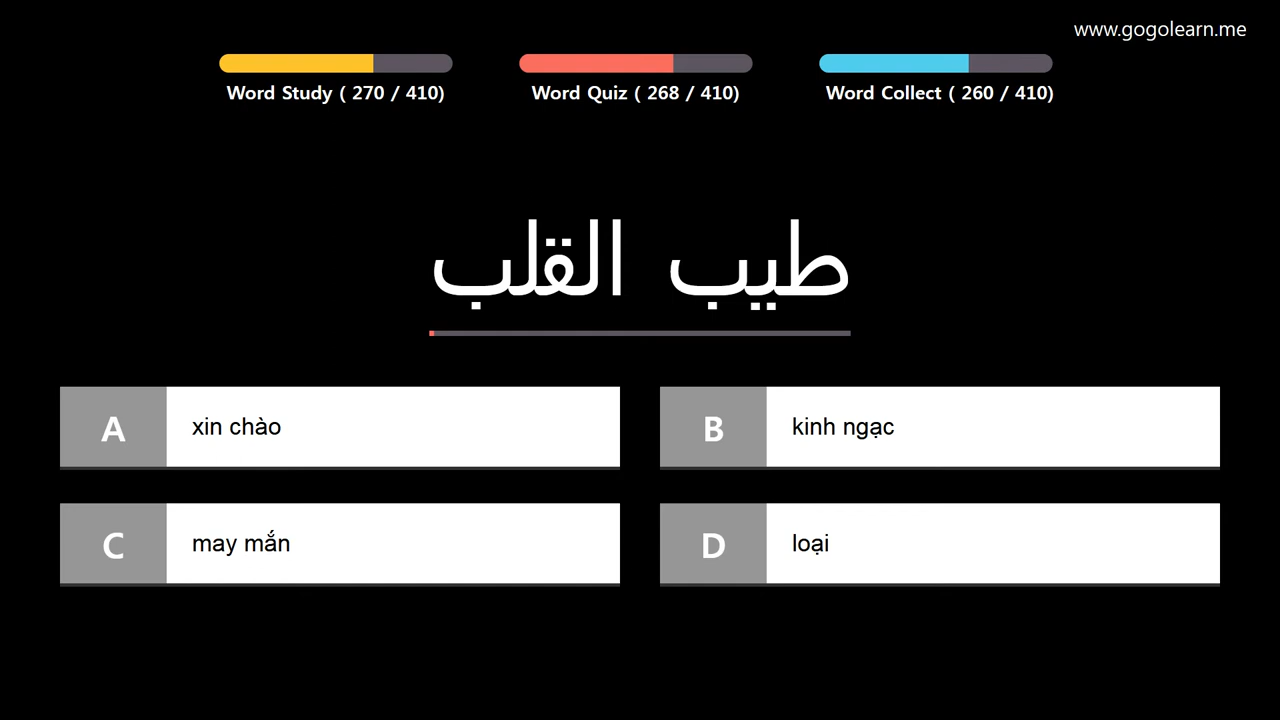 www.gogolearn.me
Word Study ( 270 / 410)
Word Quiz ( 268 / 410)
Word Collect ( 260 / 410)
طيب القلب
A xin chào
B kinh ngạc
C may mắn
D loại